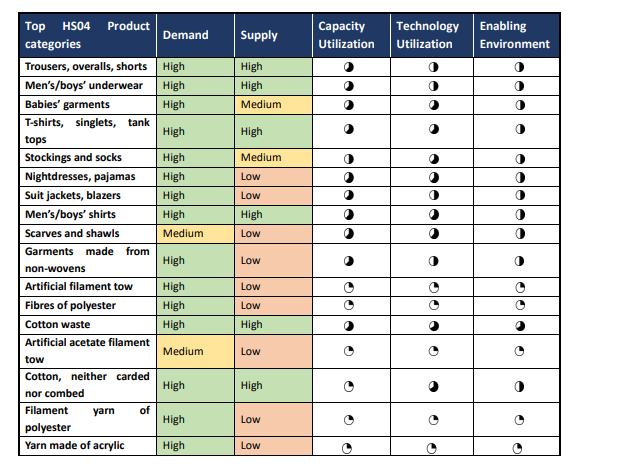 Top HS04 Product categories Demand Supply Capacity Utilization Technology Utilization Enabling Environment
Trousers, overalls, shorts High High
Men's/boys' underwear High High
Babies' garments High Medium
T-shirts, singlets, tank tops High High
Stockings and socks High Medium
Nightdresses, pajamas High Low
Suit jackets, blazers High Low
Men's/boys' shirts High High
Scarves and shawls Medium Low
Garments made from non-wovens High Low
Artificial filament tow High Low
Fibres of polyester High Low
Cotton waste High High
Artificial acetate filament tow Medium Low
Cotton, neither carded nor combed High High
Filament yarn of polyester High Low
Yarn made of acrylic High Low